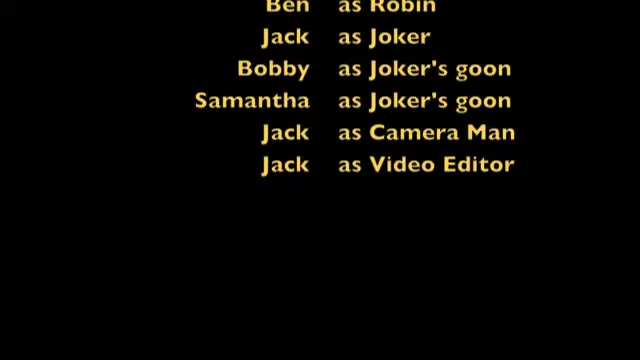 Ben as Robin
Jack as Joker
Bobby as Joker's goon
Samantha as Joker's goon
Jack as Camera Man
Jack as Video Editor